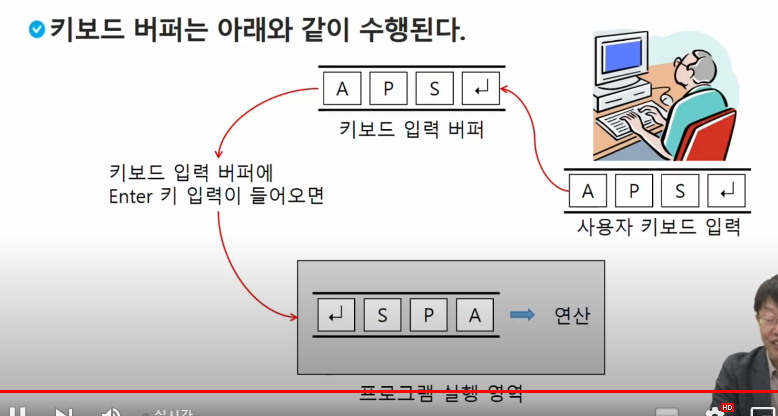 키보드 버퍼는 아래와 같이 수행된다.
A P S ↵
키보드 입력 버퍼
키보드 입력 버퍼에
Enter 키 입력이 들어오면
A P S ↵
사용자 키보드 입력
↵ S P A 연산
프로그램 실행 영역
실시간
HD